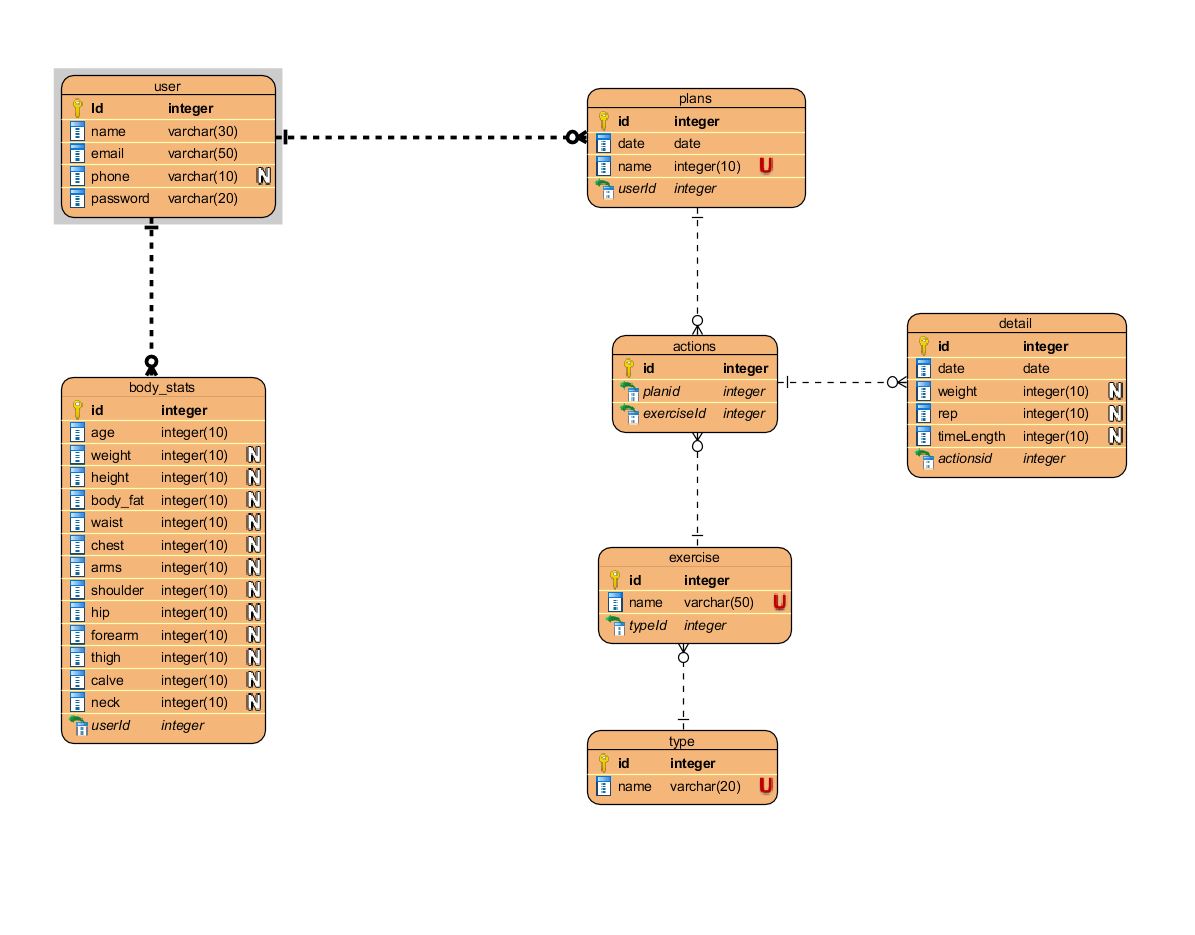 user
Id integer
name varchar(30)
email varchar(50)
phone varchar(10) N
password varchar(20)
plans
id integer
date date
name integer(10) U
userId integer
body_stats
id integer
age integer(10)
weight integer(10) N
height integer(10) N
body_fat integer(10) N
waist integer(10) N
chest integer(10) N
arms integer(10) N
shoulder integer(10) N
hip integer(10) N
forearm integer(10) N
thigh integer(10) N
calve integer(10) N
neck integer(10) N
userId integer
actions
id integer
planid integer
exerciseId integer
detail
id integer
date date
weight integer(10) N
rep integer(10) N
timeLength integer(10) N
actionsid integer
exercise
id integer
name varchar(50) U
typeId integer
type
id integer
name varchar(20) U